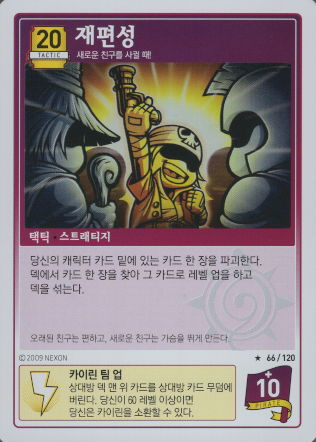 20
TACTIC
재편성
새로운 친구를 사귈 때!
택틱 · 스트래티지
당신의 캐릭터 카드 밑에 있는 카드 한 장을 파괴한다.
덱에서 카드 한 장을 찾아 그 카드로 레벨 업을 하고
덱을 섞는다.
오래된 친구는 편하고, 새로운 친구는 가슴을 뛰게 만든다.
©2009 NEXON
★ 66/120
카이린 팀 업
상대방 덱 맨 위 카드를 상대방 카드 무덤에
버린다. 당신이 60 레벨 이상이면
당신은 카이린을 소환할 수 있다.
+
10
PIRATE